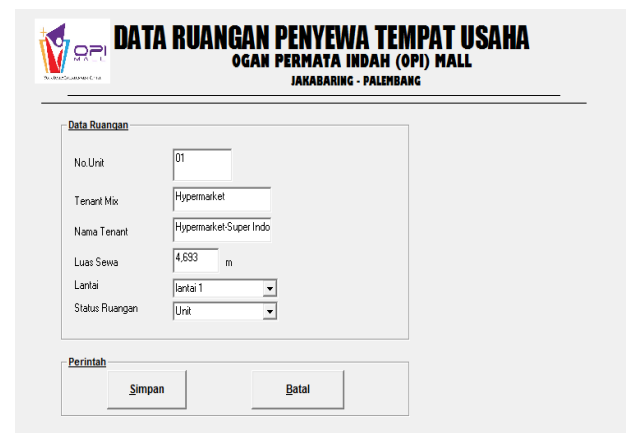 DATA RUANGAN PENYEWA TEMPAT USAHA
OPI
MALL
OGAN PERMATA INDAH (OPI) MALL
JAKABARING - PALEMBANG
Data Ruangan
No.Unit 01
Tenant Mix Hypermarket
Nama Tenant Hypermarket-Super Indo
Luas Sewa 4,693 m
Lantai lantai 1
Status Ruangan Unit
Perintah
Simpan Batal